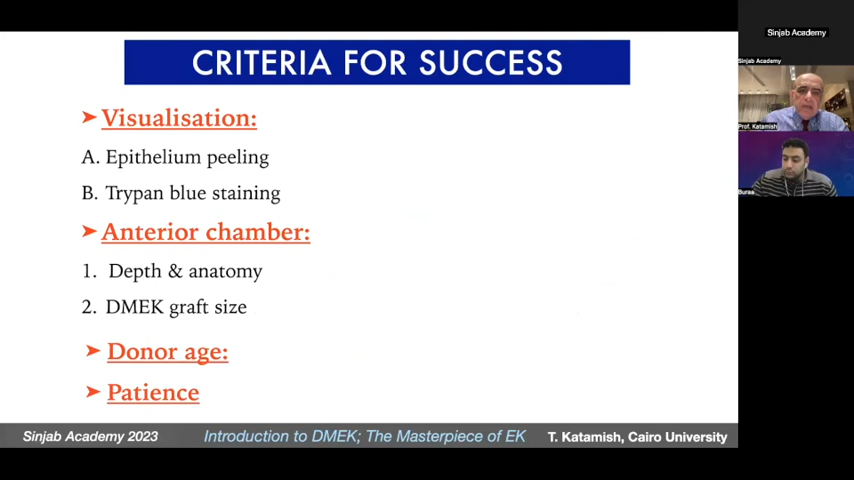 CRITERIA FOR SUCCESS
➤ Visualisation:
A. Epithelium peeling
B. Trypan blue staining
➤ Anterior chamber:
1. Depth & anatomy
2. DMEK graft size
➤ Donor age:
➤ Patience
Sinjab Academy 2023 Introduction to DMEK; The Masterpiece of EK T. Katamish, Cairo University
Sinjab Academy
Sinjab Academy
Prof. Katamish
Buraa